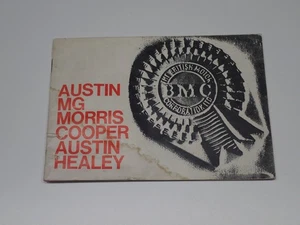 AUSTIN
MG
MORRIS
COOPER
AUSTIN
HEALEY
THE BRITISH MOTOR
BMC
CORPORATION LTD